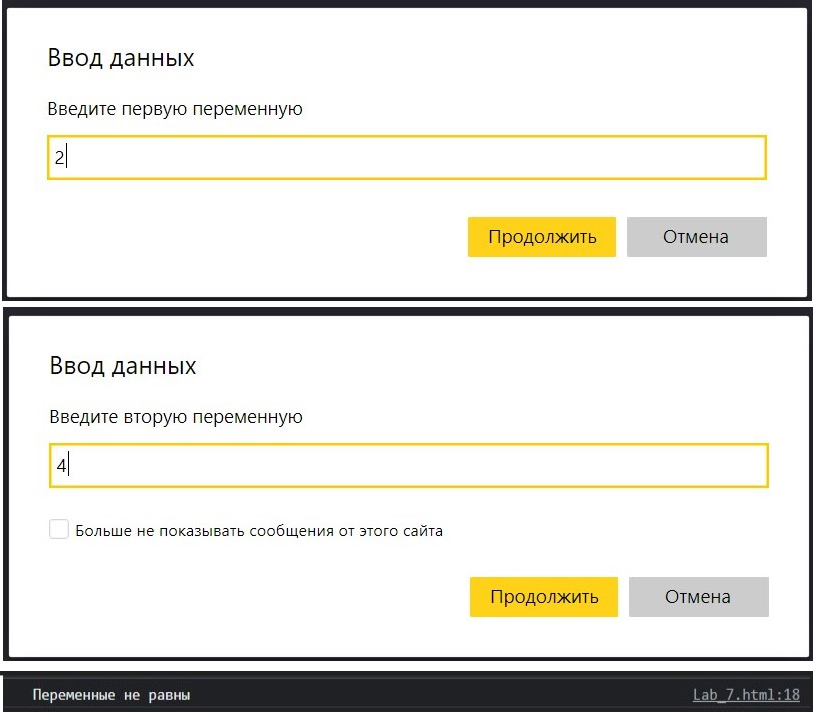 Ввод данных
Введите первую переменную
2
Продолжить Отмена
Ввод данных
Введите вторую переменную
4
Больше не показывать сообщения от этого сайта
Продолжить Отмена
Переменные не равны Lab_7.html:18